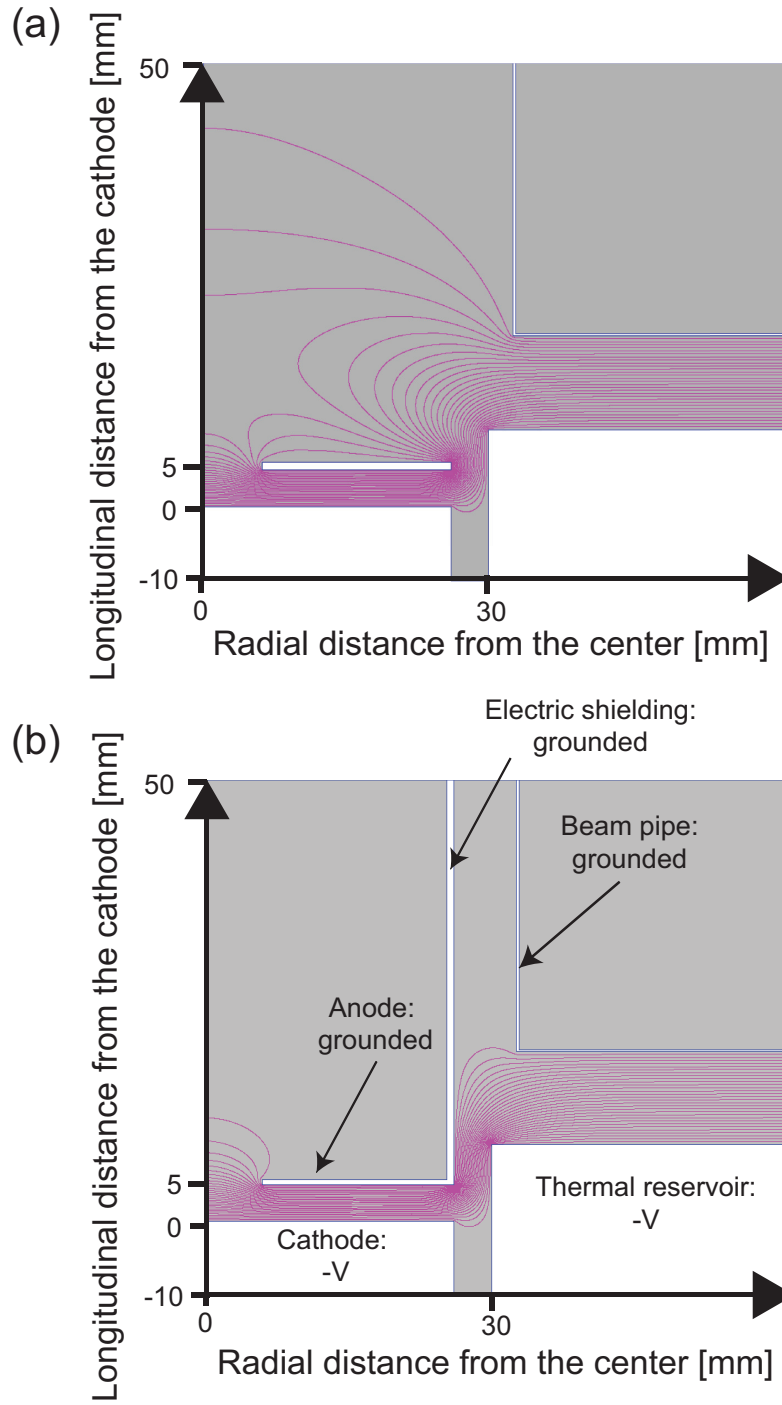 (a)
Longitudinal distance from the cathode [mm]
50
5
0
-10
0
30
Radial distance from the center [mm]
(b)
Longitudinal distance from the cathode [mm]
50
5
0
-10
Electric shielding:
grounded
Beam pipe:
grounded
Anode:
grounded
Thermal reservoir:
-V
Cathode:
-V
0
30
Radial distance from the center [mm]